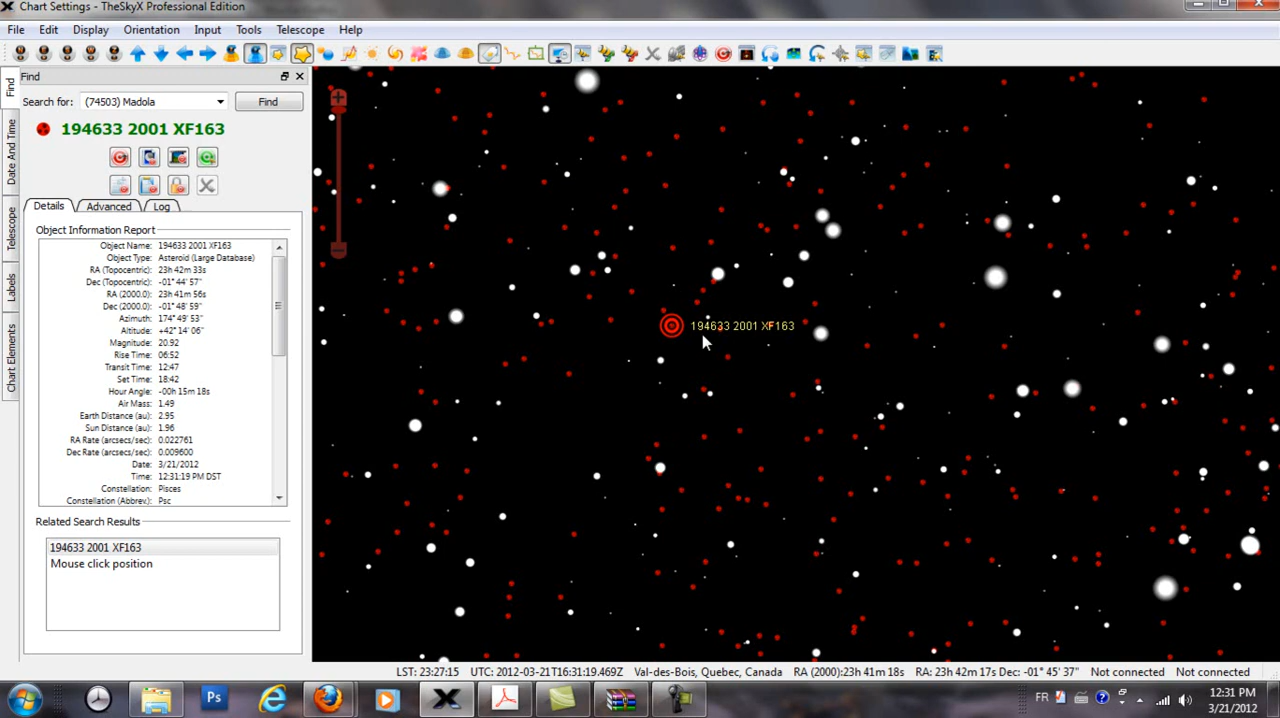 Chart Settings - TheSkyX Professional Edition
File Edit Display Orientation Input Tools Telescope Help
Find
Search for: (74503) Madola Find
194633 2001 XF163
Details Advanced Log
Object Information Report
Object Name: 194633 2001 XF163
Object Type: Asteroid (Large Database)
RA (Topocentric): 23h 42m 33s
Dec (Topocentric): -01° 44' 57"
RA (2000.0): 23h 41m 56s
Dec (2000.0): -01° 48' 59"
Azimuth: 174° 49' 53"
Altitude: +42° 14' 06"
Magnitude: 20.92
Rise Time: 06:52
Transit Time: 12:47
Set Time: 18:42
Hour Angle: -00h 15m 18s
Air Mass: 1.49
Earth Distance (au): 2.95
Sun Distance (au): 1.96
RA Rate (arcsecs/sec): 0.022761
Dec Rate (arcsecs/sec): 0.009600
Date: 3/21/2012
Time: 12:31:19 PM DST
Constellation: Pisces
Constellation (Abbrev.): Psc
Related Search Results
194633 2001 XF163
Mouse click position
Find
Date And Time
Telescope
Labels
Chart Elements
194633 2001 XF163
LST: 23:27:15 UTC: 2012-03-21T16:31:19.469Z Val-des-Bois, Quebec, Canada RA (2000):23h 41m 18s RA: 23h 42m 17s Dec: -01° 45' 37" Not connected Not connected
Ps
FR
12:31 PM
3/21/2012